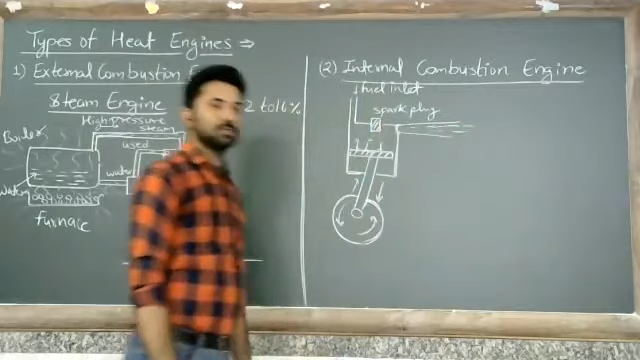 Types of Heat Engines ⇒
1) External Combustion
Steam Engine
2 to 16%
High pressure
steam
Boiler
used
water
Water
furnace
(2) Internal Combustion Engine
fuel inlet
spark plug